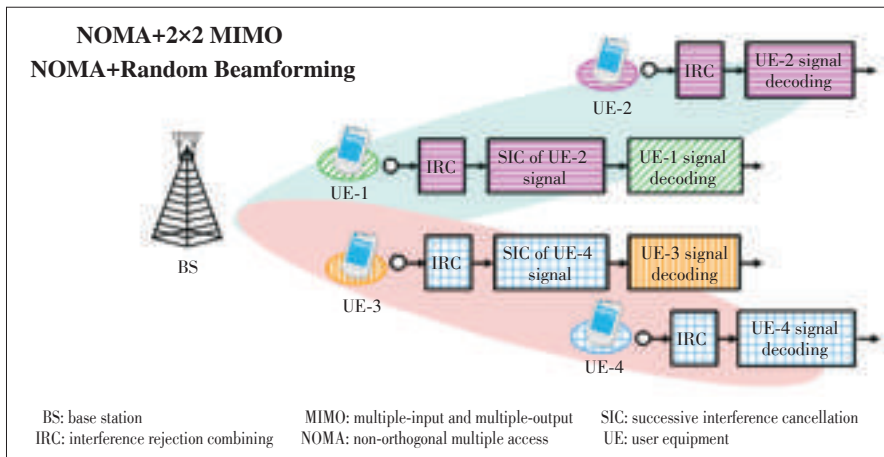 NOMA+2×2 MIMO
NOMA+Random Beamforming
UE-2
IRC
UE-2 signal
decoding
UE-1
IRC
SIC of UE-2
signal
UE-1 signal
decoding
BS
UE-3
IRC
SIC of UE-4
signal
UE-3 signal
decoding
UE-4
IRC
UE-4 signal
decoding
BS: base station
MIMO: multiple-input and multiple-output
SIC: successive interference cancellation
IRC: interference rejection combining
NOMA: non-orthogonal multiple access
UE: user equipment